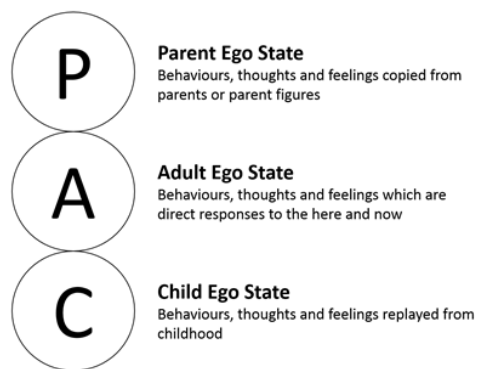 P
Parent Ego State
Behaviours, thoughts and feelings copied from
parents or parent figures
A
Adult Ego State
Behaviours, thoughts and feelings which are
direct responses to the here and now
C
Child Ego State
Behaviours, thoughts and feelings replayed from
childhood